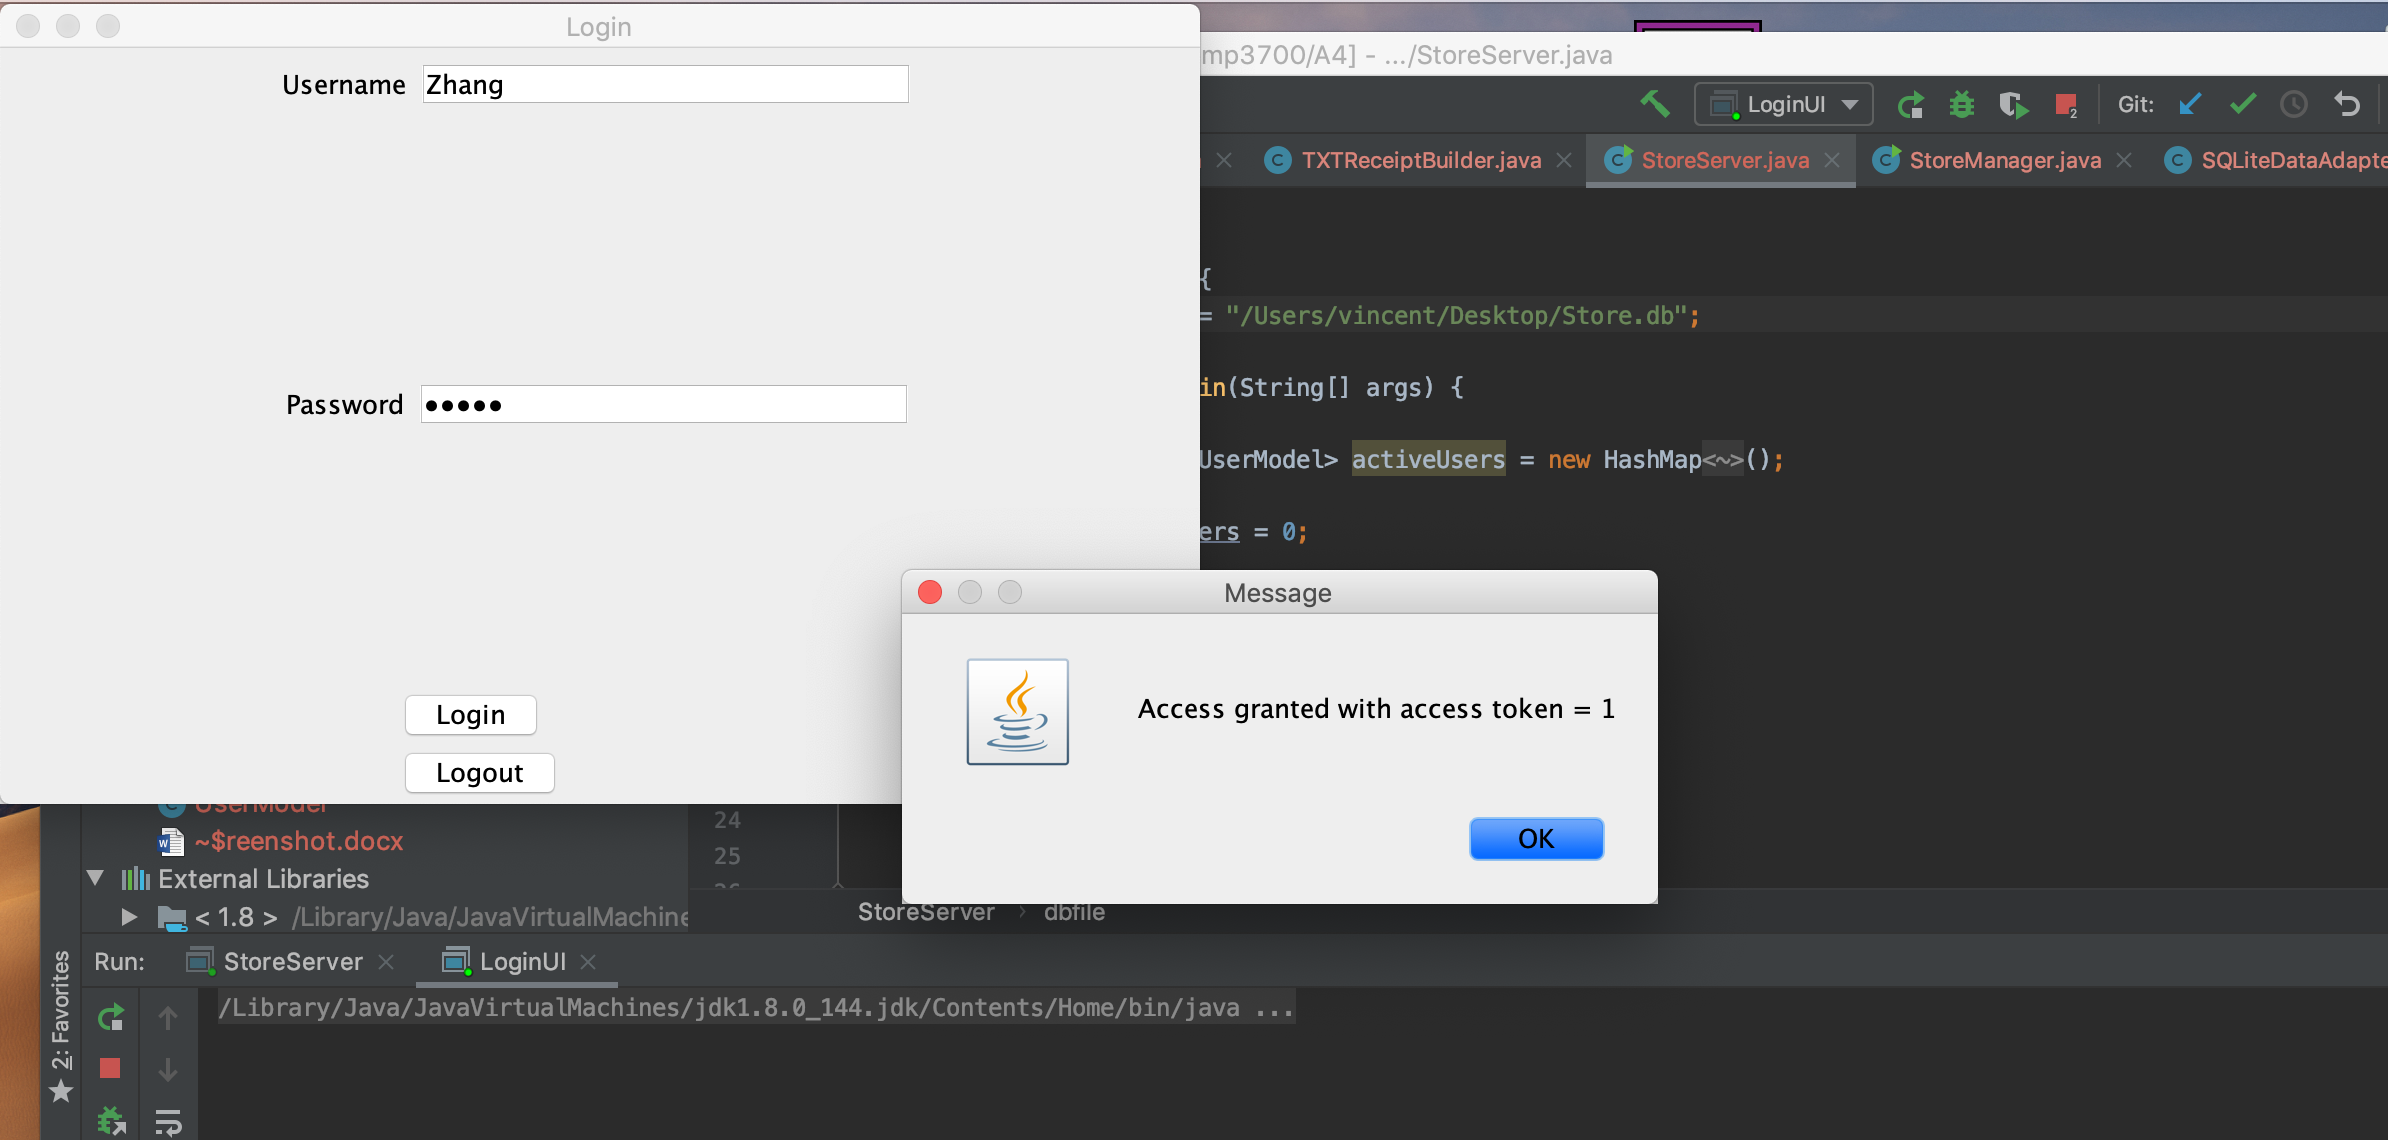 Login
Username Zhang
Password •••••
Login
Logout
mp3700/A4] - .../StoreServer.java
LoginUI 2 Git:
TXTReceiptBuilder.java StoreServer.java StoreManager.java SQLiteDataAdapte
{
= "/Users/vincent/Desktop/Store.db";
in(String[] args) {
UserModel> activeUsers = new HashMap<~>();
ers = 0;
Message
Access granted with access token = 1
OK
UserModel
~$reenshot.docx
External Libraries
< 1.8 > /Library/Java/JavaVirtualMachine
24
25
StoreServer › dbfile
Run: StoreServer LoginUI
/Library/Java/JavaVirtualMachines/jdk1.8.0_144.jdk/Contents/Home/bin/java ...
2: Favorites